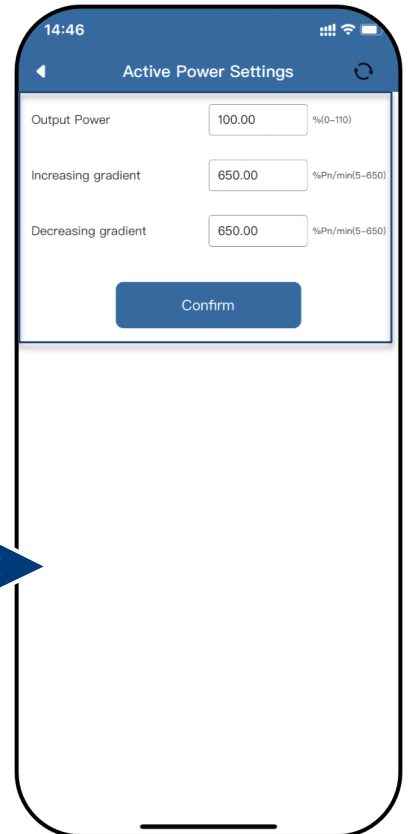 14:46
Active Power Settings
Output Power 100.00 %(0-110)
Increasing gradient 650.00 %Pn/min(5-650)
Decreasing gradient 650.00 %Pn/min(5-650)
Confirm